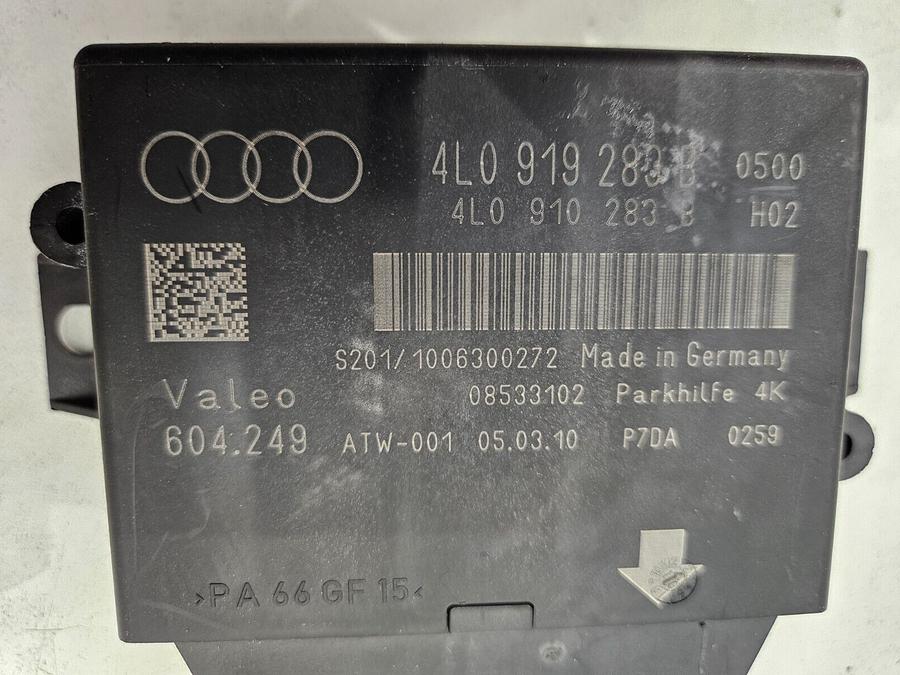 4L0 919 283 B 0500
4L0 910 283 B H02
S201/1006300272 Made in Germany
Valeo 08533102 Parkhilfe 4K
604.249 ATW-001 05.03.10 P7DA 0259
>PA 66 GF 15<